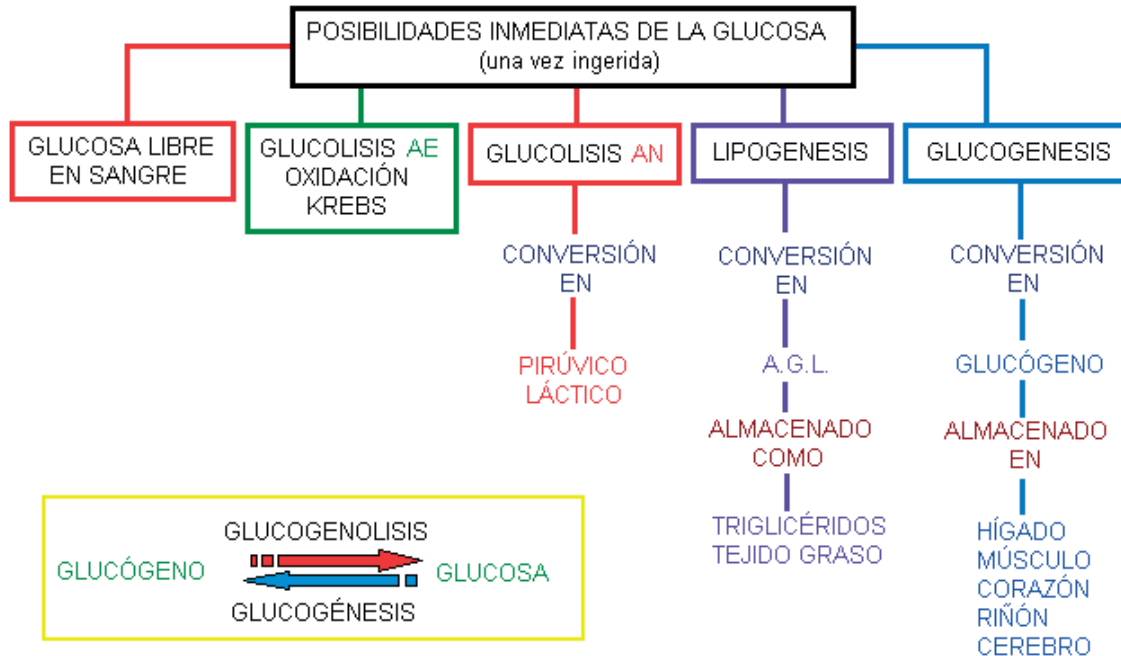 POSIBILIDADES INMEDIATAS DE LA GLUCOSA
(una vez ingerida)
GLUCOSA LIBRE
EN SANGRE
GLUCOLISIS AE
OXIDACIÓN
KREBS
GLUCOLISIS AN
CONVERSIÓN
EN
PIRÚVICO
LÁCTICO
LIPOGENESIS
CONVERSIÓN
EN
A.G.L.
ALMACENADO
COMO
TRIGLICÉRIDOS
TEJIDO GRASO
GLUCOGENESIS
CONVERSIÓN
EN
GLUCÓGENO
ALMACENADO
EN
HÍGADO
MÚSCULO
CORAZÓN
RIÑÓN
CEREBRO
GLUCOGENOLISIS
GLUCÓGENO
GLUCOSA
GLUCOGÉNESIS